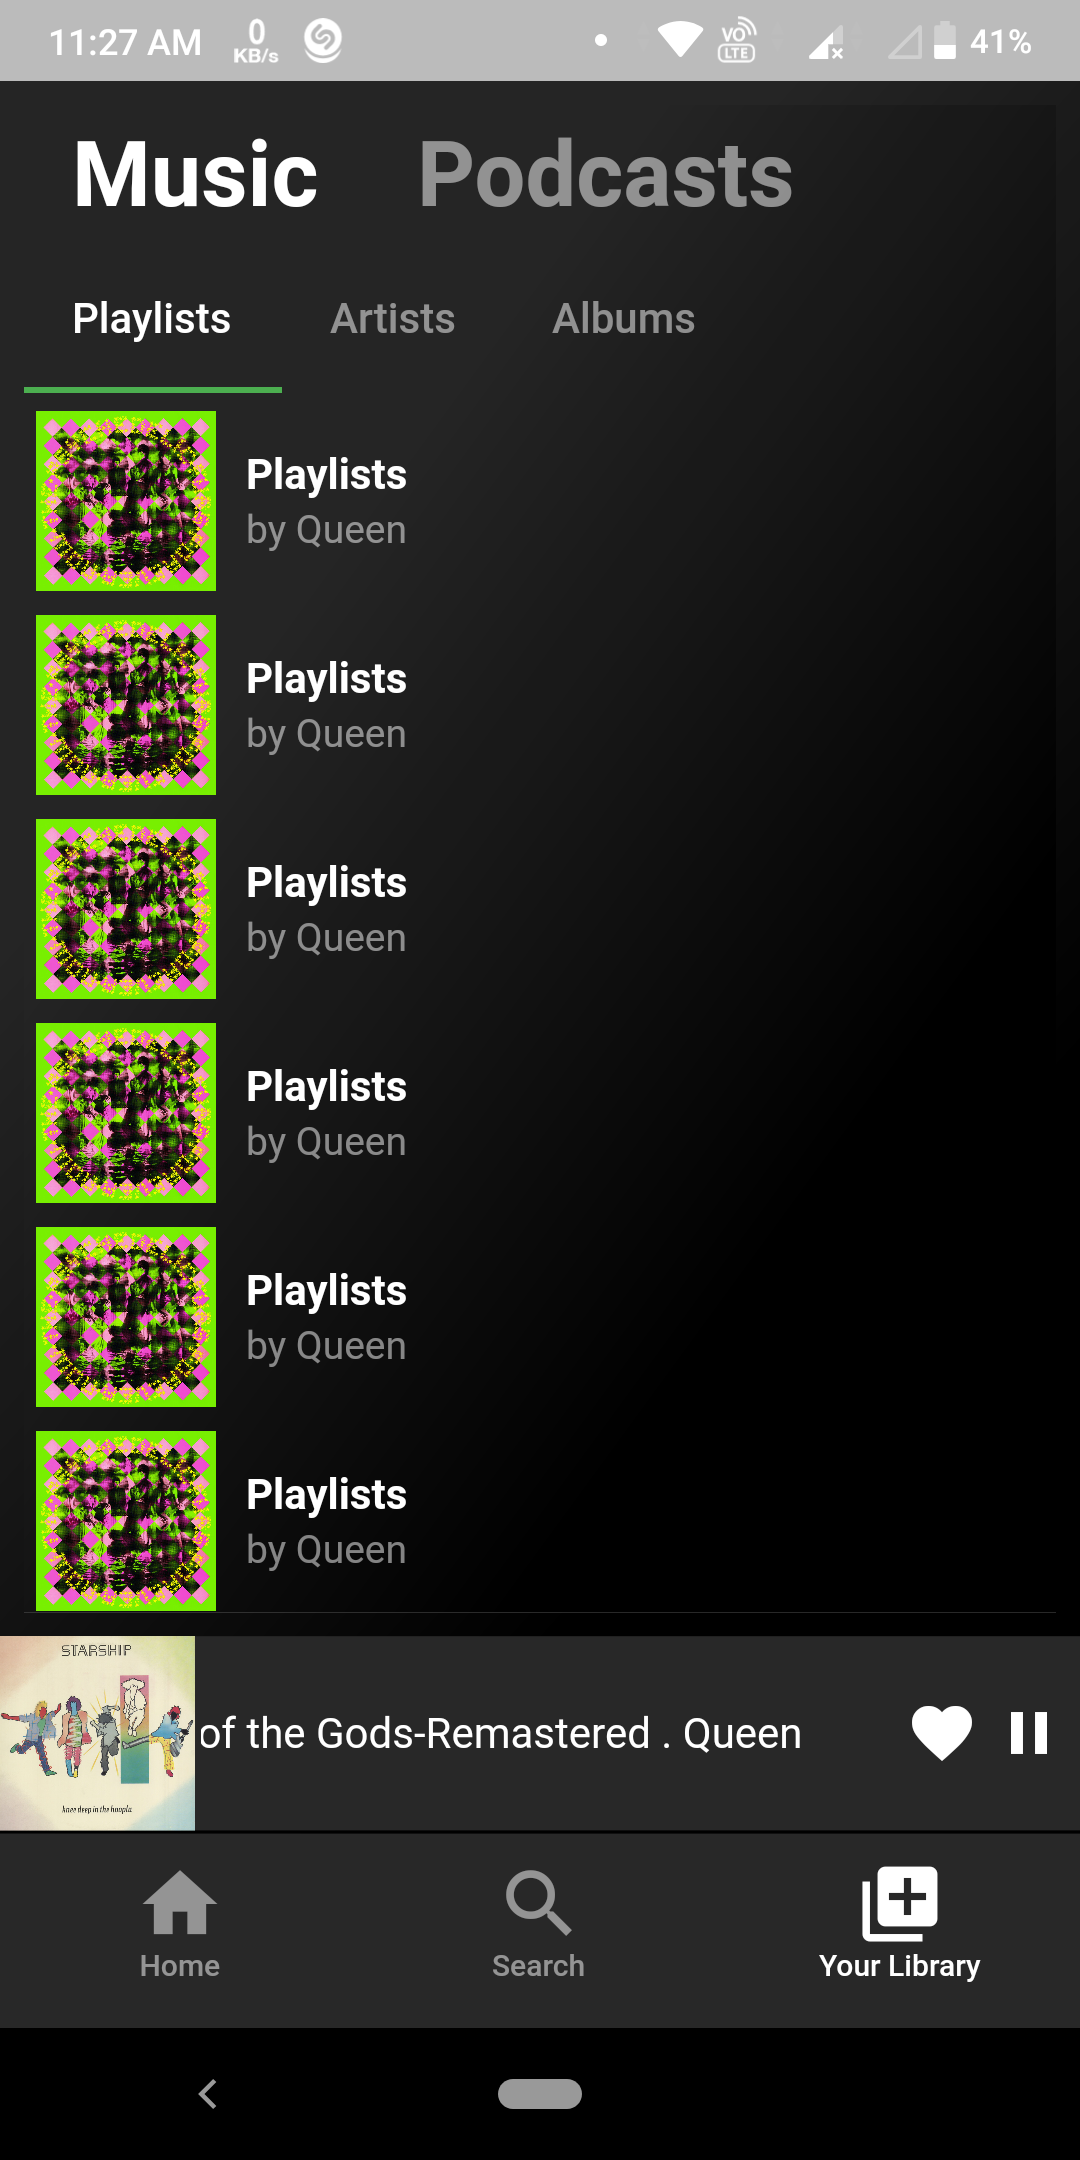 11:27 AM 0 KB/s VO LTE 41%
Music Podcasts
Playlists Artists Albums
Playlists
by Queen
Playlists
by Queen
Playlists
by Queen
Playlists
by Queen
Playlists
by Queen
Playlists
by Queen
STARSHIP
knee deep in the hoopla
of the Gods-Remastered . Queen
Home Search Your Library